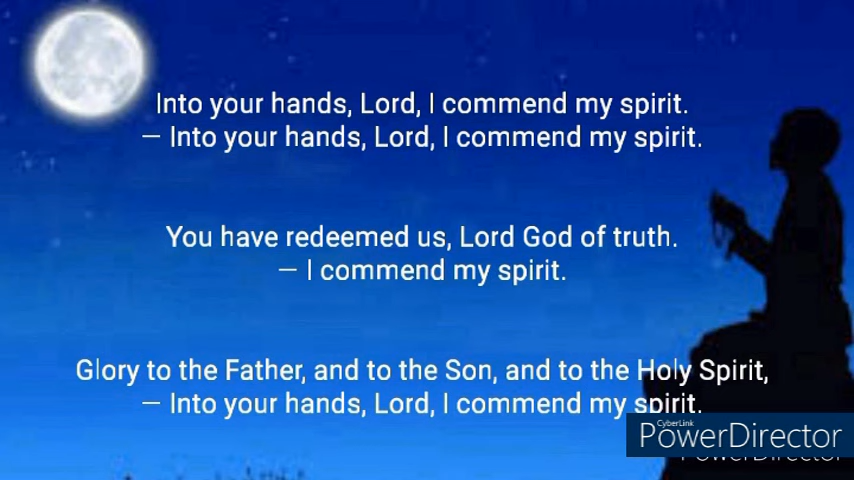 Into your hands, Lord, I commend my spirit.
— Into your hands, Lord, I commend my spirit.
You have redeemed us, Lord God of truth.
— I commend my spirit.
Glory to the Father, and to the Son, and to the Holy Spirit,
— Into your hands, Lord, I commend my spirit.
CyberLink
PowerDirector
PowerDirector